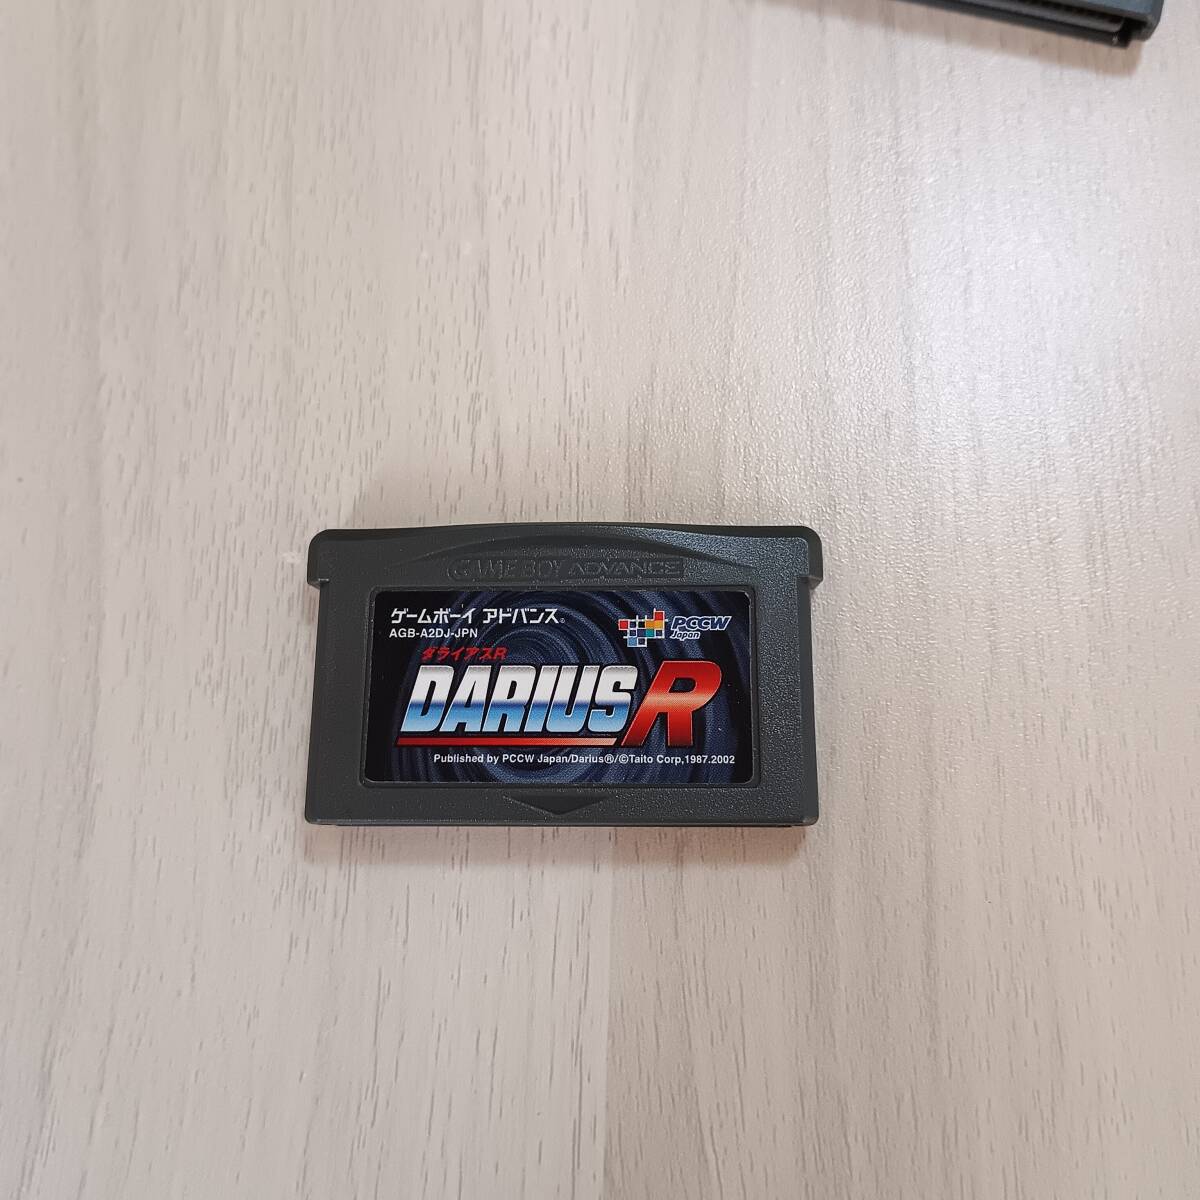 GAME BOY ADVANCE
ゲームボーイ アドバンス®
AGB-A2DJ-JPN
PCCW
Japan
ダライアスR
DARIUS R
Published by PCCW Japan/Darius®/©Taito Corp,1987.2002